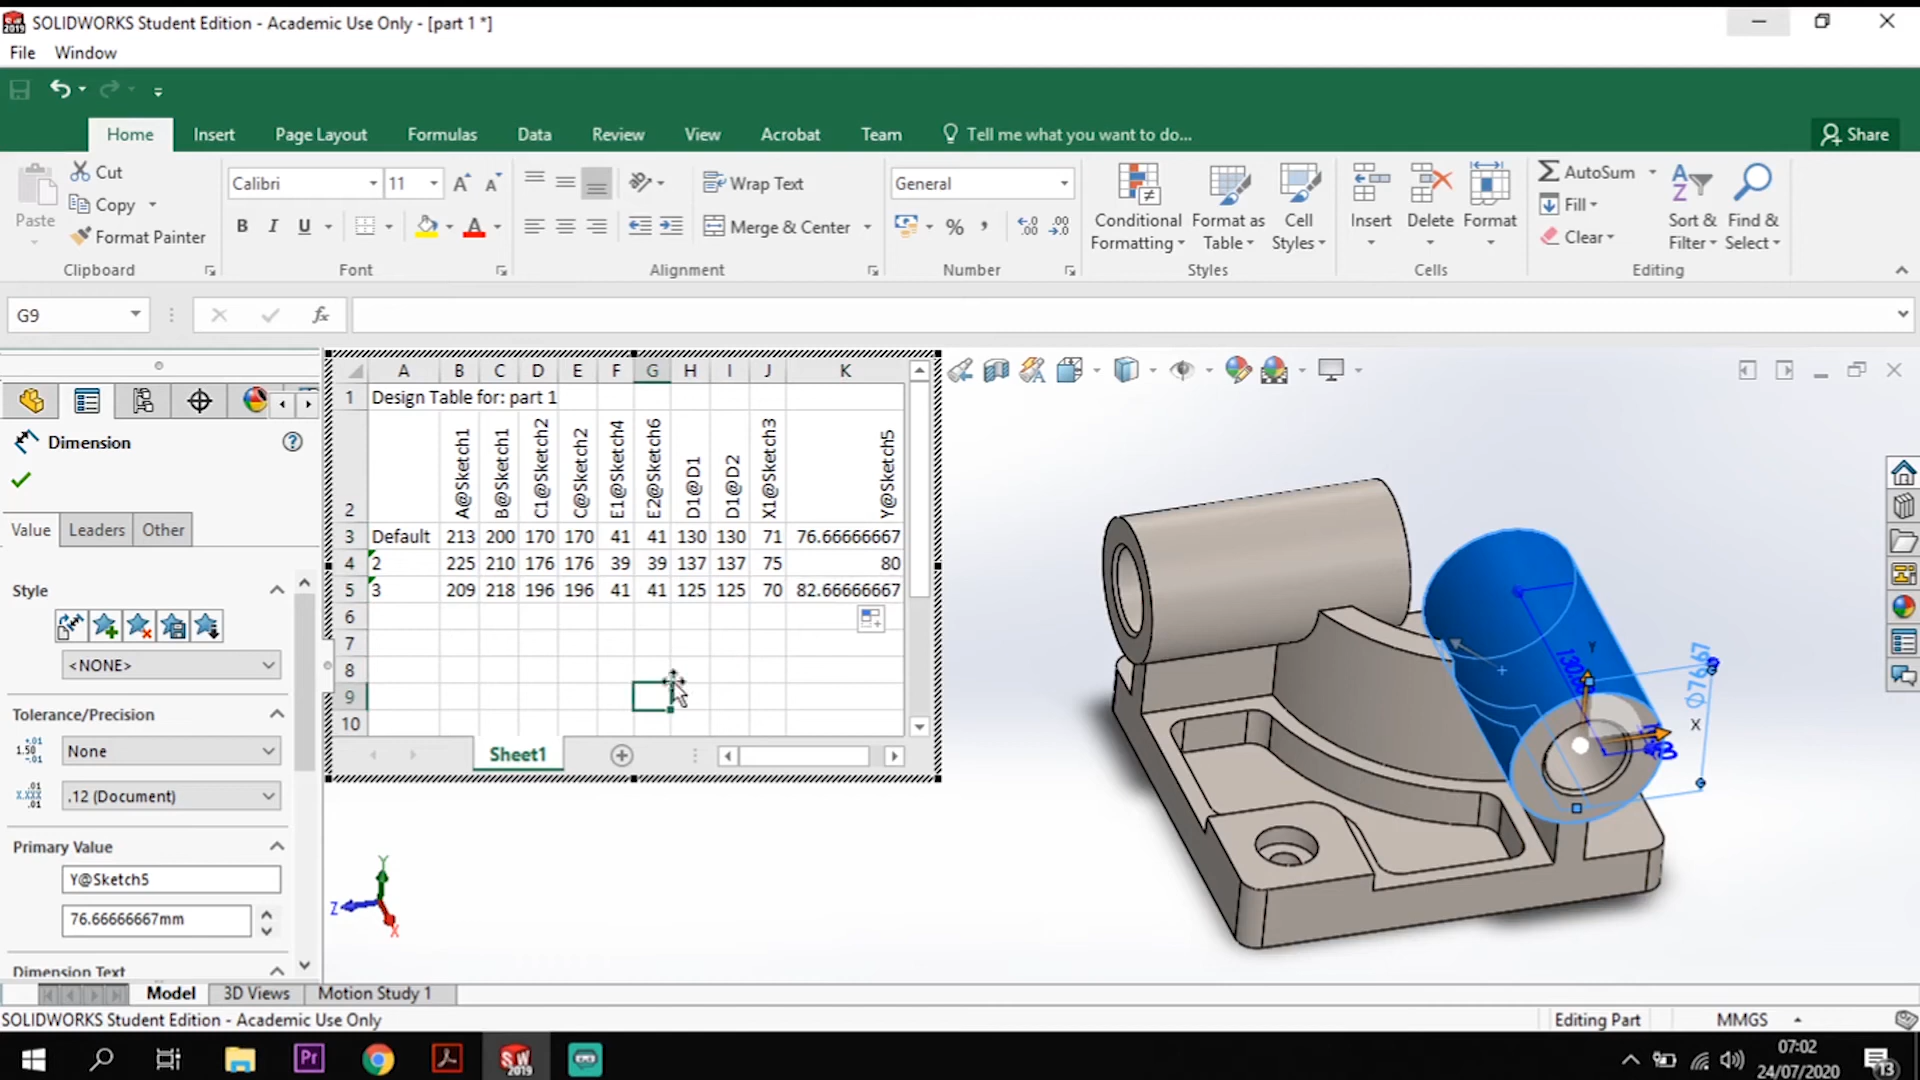 SOLIDWORKS Student Edition - Academic Use Only - [part 1 *]
File Window
Home Insert Page Layout Formulas Data Review View Acrobat Team Tell me what you want to do... Share
Paste
Cut
Copy
Format Painter
Clipboard
Calibri 11
B I U
Font
Wrap Text
Merge & Center
Alignment
General
%
Number
Conditional Formatting
Format as Table
Cell Styles
Styles
Insert Delete Format
Cells
AutoSum
Fill
Clear
Sort & Filter
Find & Select
Editing
G9 fx
A B C D E F G H I J K
1 Design Table for: part 1
2 A@Sketch1 B@Sketch1 C1@Sketch2 C@Sketch2 E1@Sketch4 E2@Sketch6 D1@D1 D1@D2 X1@Sketch3 Y@Sketch5
3 Default 213 200 170 170 41 41 130 130 71 76.66666667
4 2 225 210 176 176 39 39 137 137 75 80
5 3 209 218 196 196 41 41 125 125 70 82.66666667
6
7
8
9
10
Sheet1
Dimension
Value Leaders Other
Style
<NONE>
Tolerance/Precision
None
.12 (Document)
Primary Value
Y@Sketch5
76.66666667mm
Dimension Text
Y
Z
X
Y
X
Ø76.67
Model 3D Views Motion Study 1
SOLIDWORKS Student Edition - Academic Use Only
Editing Part MMGS
07:02
24/07/2020
13